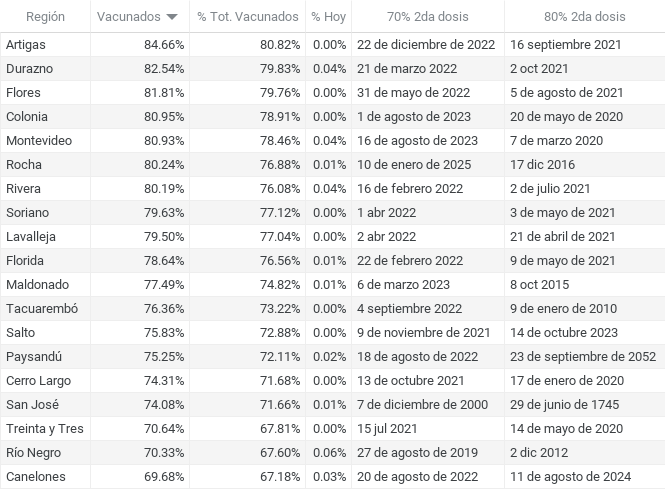 Región Vacunados % Tot. Vacunados % Hoy 70% 2da dosis 80% 2da dosis
Artigas 84.66% 80.82% 0.00% 22 de diciembre de 2022 16 septiembre 2021
Durazno 82.54% 79.83% 0.04% 21 de marzo 2022 2 oct 2021
Flores 81.81% 79.76% 0.00% 31 de mayo de 2022 5 de agosto de 2021
Colonia 80.95% 78.91% 0.00% 1 de agosto de 2023 20 de mayo de 2020
Montevideo 80.93% 78.46% 0.04% 16 de agosto de 2023 7 de marzo 2020
Rocha 80.24% 76.88% 0.01% 10 de enero de 2025 17 dic 2016
Rivera 80.19% 76.08% 0.04% 16 de febrero 2022 2 de julio 2021
Soriano 79.63% 77.12% 0.00% 1 abr 2022 3 de mayo de 2021
Lavalleja 79.50% 77.04% 0.00% 2 abr 2022 21 de abril de 2021
Florida 78.64% 76.56% 0.01% 22 de febrero 2022 9 de mayo de 2021
Maldonado 77.49% 74.82% 0.01% 6 de marzo 2023 8 oct 2015
Tacuarembó 76.36% 73.22% 0.00% 4 septiembre 2022 9 de enero de 2010
Salto 75.83% 72.88% 0.00% 9 de noviembre de 2021 14 de octubre 2023
Paysandú 75.25% 72.11% 0.02% 18 de agosto de 2022 23 de septiembre de 2052
Cerro Largo 74.31% 71.68% 0.00% 13 de octubre 2021 17 de enero de 2020
San José 74.08% 71.66% 0.01% 7 de diciembre de 2000 29 de junio de 1745
Treinta y Tres 70.64% 67.81% 0.00% 15 jul 2021 14 de mayo de 2020
Río Negro 70.33% 67.60% 0.06% 27 de agosto de 2019 2 dic 2012
Canelones 69.68% 67.18% 0.03% 20 de agosto de 2022 11 de agosto de 2024